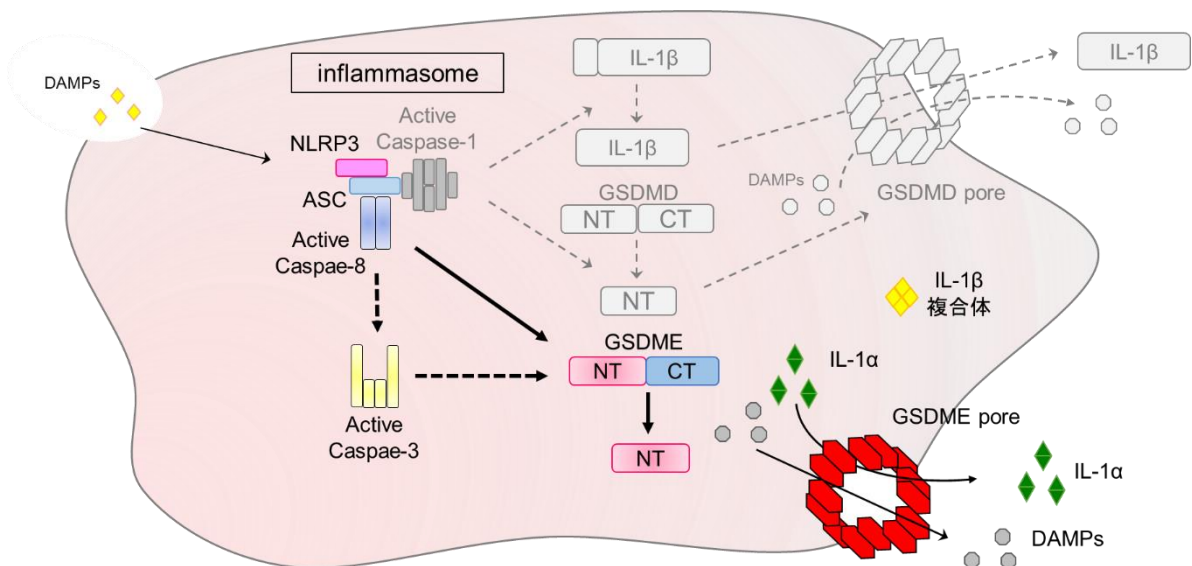 DAMPs
inflammasome
NLRP3
ASC
Active
Caspase-1
Active
Caspae-8
Active
Caspae-3
IL-1β
IL-1β
GSDMD
NT CT
NT
DAMPs
GSDMD pore
IL-1β
IL-1β
複合体
GSDME
NT CT
NT
IL-1α
GSDME pore
IL-1α
DAMPs